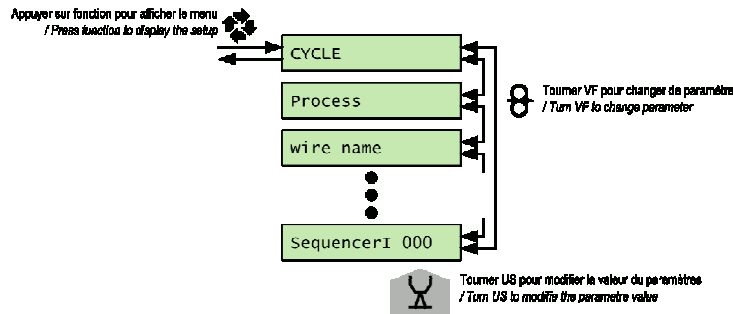 Appuyer sur fonction pour afficher le menu
/ Press function to display the setup
CYCLE
Process
wire name
SequencerI 000
Tourner VF pour changer de paramètre
/ Turn VF to change parameter
Tourner US pour modifier la valeur du paramètres
/ Turn US to modifie the parametre value